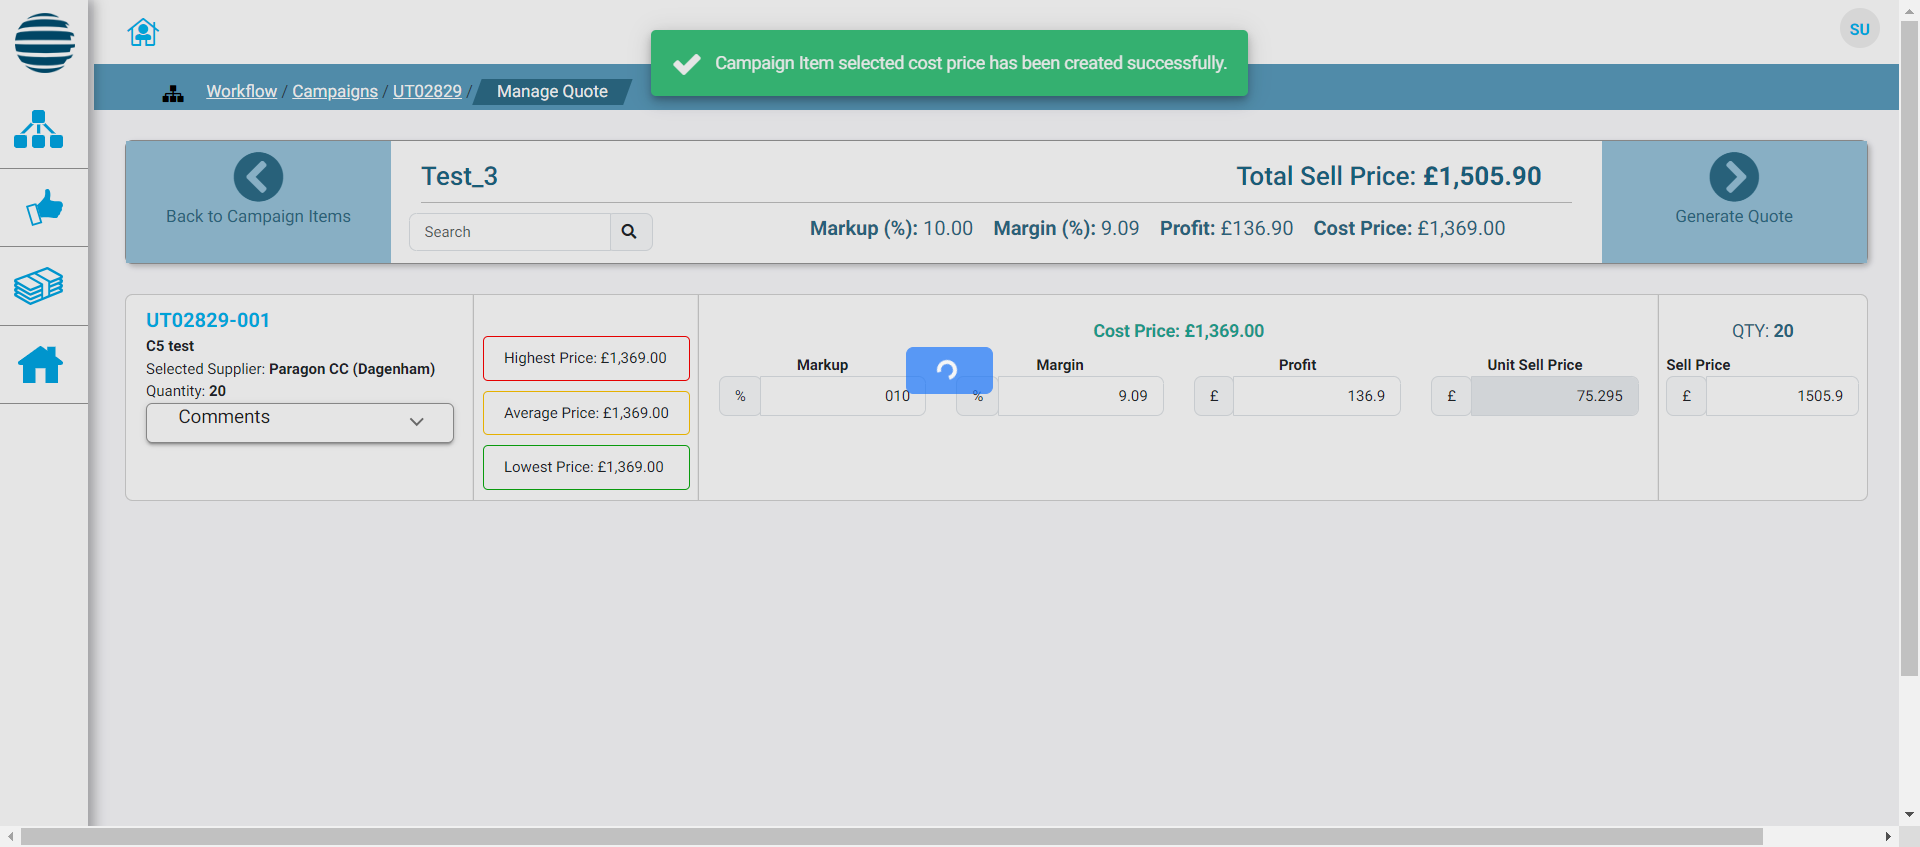 SU
Campaign Item selected cost price has been created successfully.
Workflow / Campaigns / UT02829 / Manage Quote
Back to Campaign Items
Test_3
Total Sell Price: £1,505.90
Search
Markup (%): 10.00 Margin (%): 9.09 Profit: £136.90 Cost Price: £1,369.00
Generate Quote
UT02829-001
C5 test
Selected Supplier: Paragon CC (Dagenham)
Quantity: 20
Comments
Highest Price: £1,369.00
Average Price: £1,369.00
Lowest Price: £1,369.00
Cost Price: £1,369.00
Markup Margin Profit Unit Sell Price
% 010 % 9.09 £ 136.9 £ 75.295
QTY: 20
Sell Price
£ 1505.9